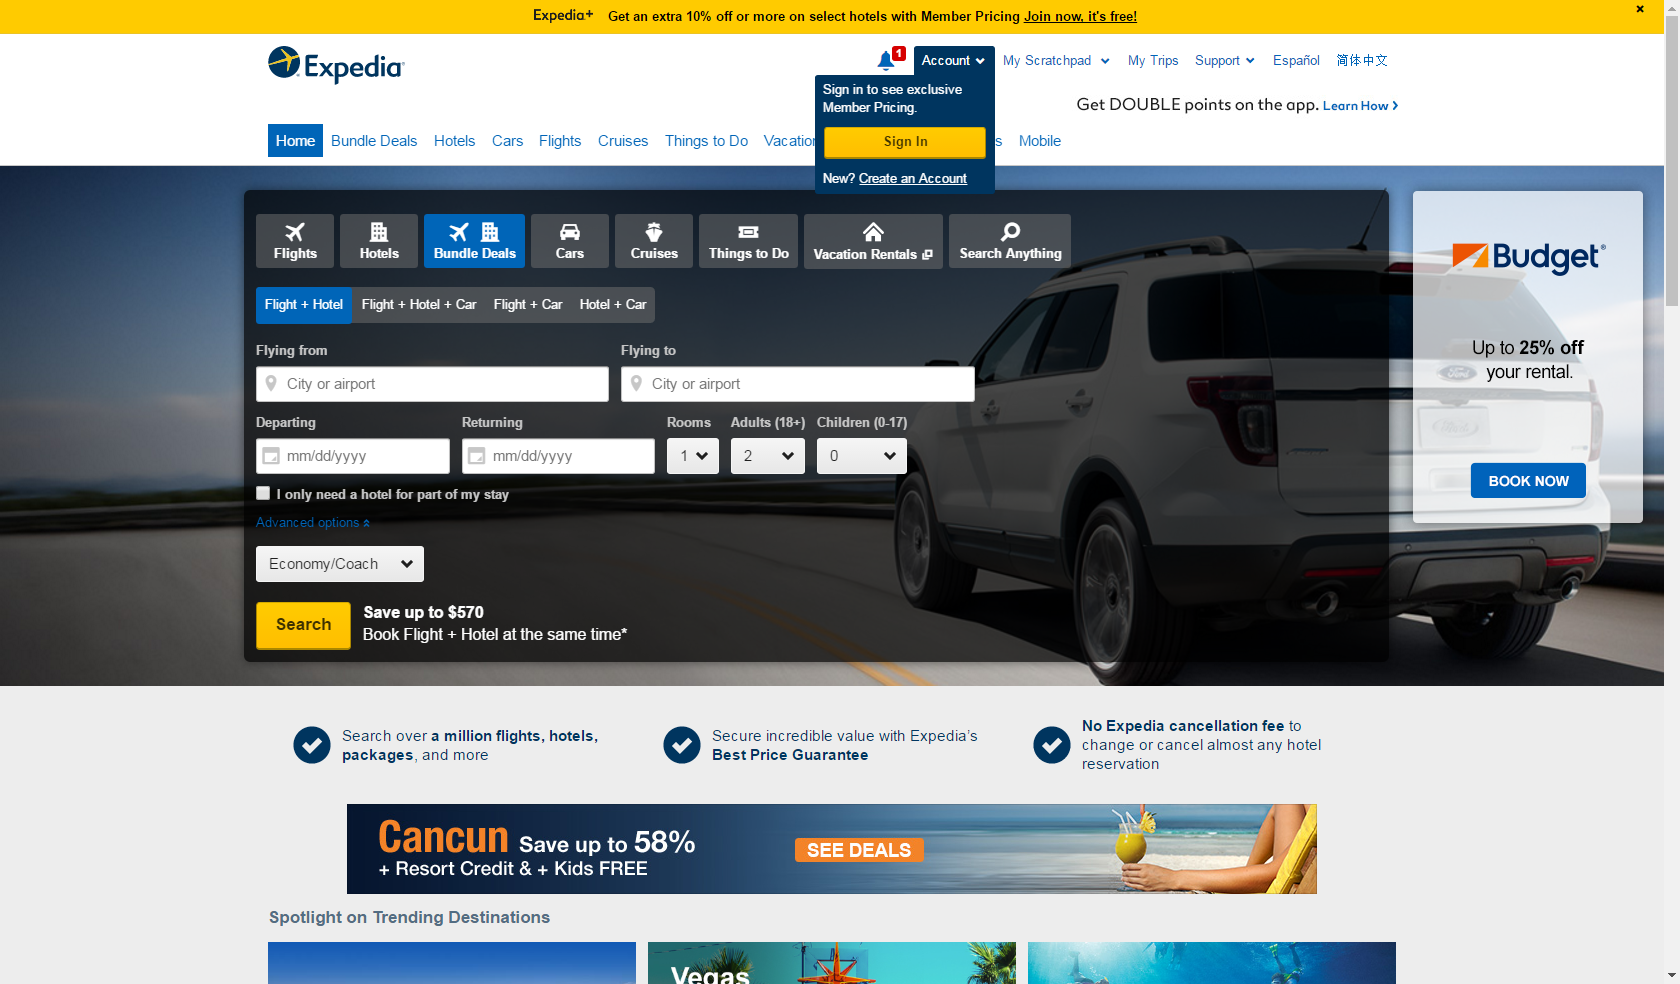 Expedia+ Get an extra 10% off or more on select hotels with Member Pricing Join now, it's free! ×
Expedia
1
Account
My Scratchpad
My Trips
Support
Español
简体中文
Sign in to see exclusive
Member Pricing.
Sign In
New? Create an Account
Get DOUBLE points on the app. Learn How
Home
Bundle Deals
Hotels
Cars
Flights
Cruises
Things to Do
Vacation
s
Mobile
Flights
Hotels
Bundle Deals
Cars
Cruises
Things to Do
Vacation Rentals
Search Anything
Flight + Hotel
Flight + Hotel + Car
Flight + Car
Hotel + Car
Flying from
Flying to
City or airport
City or airport
Departing
Returning
Rooms
Adults (18+)
Children (0-17)
mm/dd/yyyy
mm/dd/yyyy
1
2
0
I only need a hotel for part of my stay
Advanced options
Economy/Coach
Search
Save up to $570
Book Flight + Hotel at the same time*
Budget
Up to 25% off
your rental.
Ford
BOOK NOW
Search over a million flights, hotels,
packages, and more
Secure incredible value with Expedia's
Best Price Guarantee
No Expedia cancellation fee to
change or cancel almost any hotel
reservation
Cancun Save up to 58%
+ Resort Credit & + Kids FREE
SEE DEALS
Spotlight on Trending Destinations
Vegas